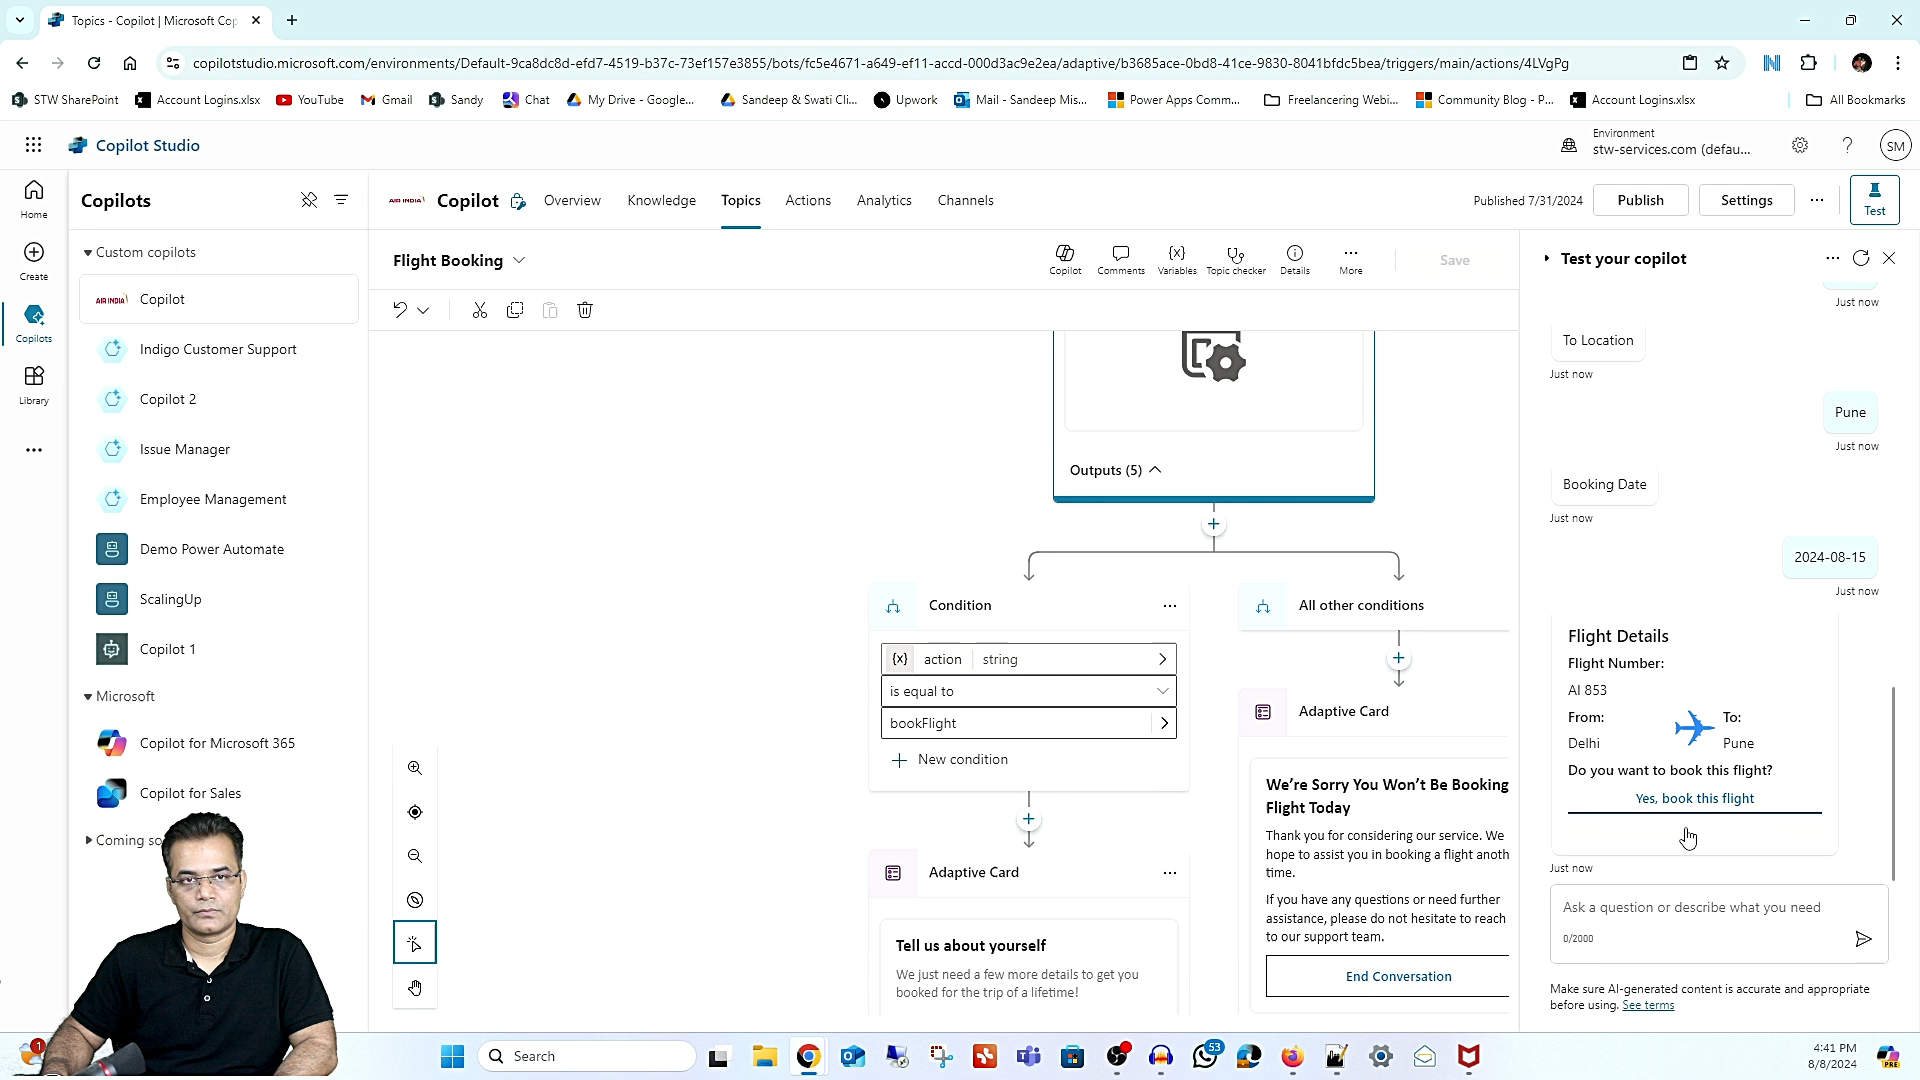 Topics - Copilot | Microsoft Cop
copilotstudio.microsoft.com/environments/Default-9ca8dc8d-efd7-4519-b37c-73ef157e3855/bots/fc5e4671-a649-ef11-accd-000d3ac9e2ea/adaptive/b3685ace-0bd8-41ce-9830-8041bfdc5bea/triggers/main/actions/4LVgPg
STW SharePoint Account Logins.xlsx YouTube Gmail Sandy Chat My Drive - Google... Sandeep & Swati Cli... Upwork Mail - Sandeep Mis... Power Apps Comm... Freelancering Webi... Community Blog - P... Account Logins.xlsx All Bookmarks
Copilot Studio
Environment
stw-services.com (defau...
SM
Home
Create
Copilots
Library
Copilots
Custom copilots
AIR INDIA Copilot
Indigo Customer Support
Copilot 2
Issue Manager
Employee Management
Demo Power Automate
ScalingUp
Copilot 1
Microsoft
Copilot for Microsoft 365
Copilot for Sales
Coming so
AIR INDIA Copilot Overview Knowledge Topics Actions Analytics Channels
Published 7/31/2024 Publish Settings Test
Flight Booking
Copilot Comments Variables Topic checker Details More Save
Outputs (5)
Condition
{x} action string
is equal to
bookFlight
New condition
Adaptive Card
Tell us about yourself
We just need a few more details to get you
booked for the trip of a lifetime!
All other conditions
Adaptive Card
We're Sorry You Won't Be Booking
Flight Today
Thank you for considering our service. We
hope to assist you in booking a flight anoth
time.
If you have any questions or need further
assistance, please do not hesitate to reach
to our support team.
End Conversation
Test your copilot
Just now
To Location
Just now
Pune
Just now
Booking Date
Just now
2024-08-15
Just now
Flight Details
Flight Number:
AI 853
From: To:
Delhi Pune
Do you want to book this flight?
Yes, book this flight
Just now
Ask a question or describe what you need
0/2000
Make sure AI-generated content is accurate and appropriate
before using. See terms
1
Search
53
PRE
4:41 PM
8/8/2024